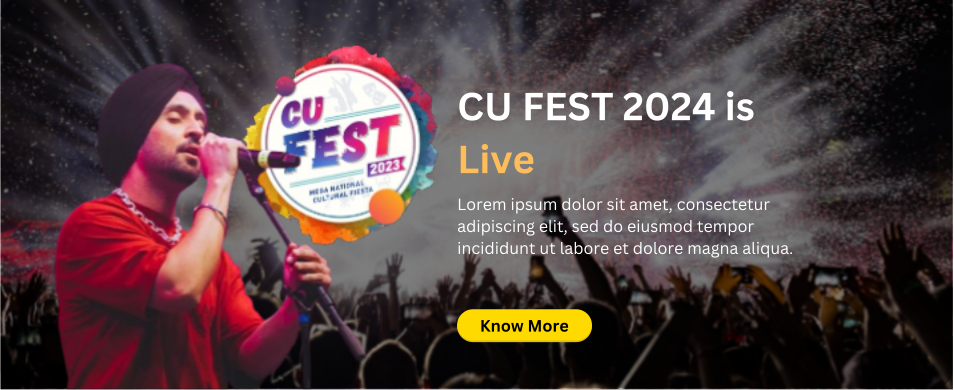 CU
FEST
2023
MEGA NATIONAL
CULTURAL FIESTA
CU FEST 2024 is
Live
Lorem ipsum dolor sit amet, consectetur
adipiscing elit, sed do eiusmod tempor
incididunt ut labore et dolore magna aliqua.
Know More